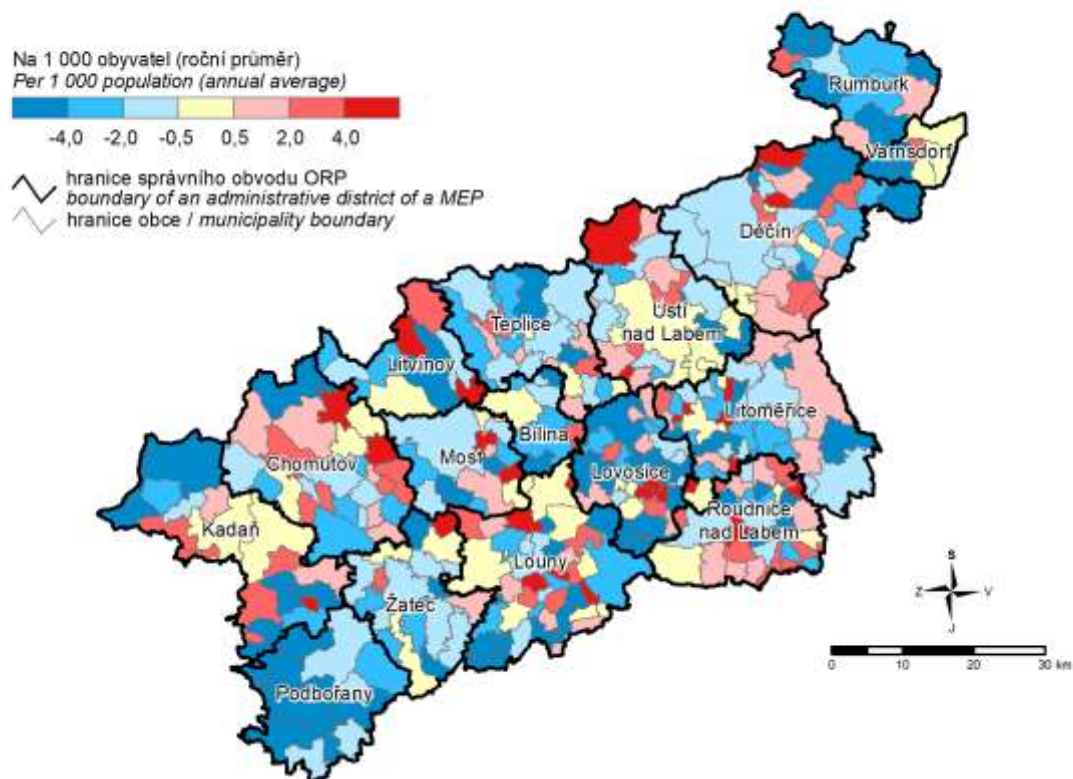 Na 1 000 obyvatel (roční průměr)
Per 1 000 population (annual average)
-4,0 -2,0 -0,5 0,5 2,0 4,0
hranice správního obvodu ORP
boundary of an administrative district of a MEP
hranice obce / municipality boundary
Rumburk
Varnsdorf
Děčín
Ústí
nad Labem
Teplice
Litvínov
Litoměřice
Bílina
Most
Lovosice
Chomutov
Roudnice
nad Labem
Kadaň
Louny
Žatec
Podbořany
S
Z V
J
0 10 20 30 km